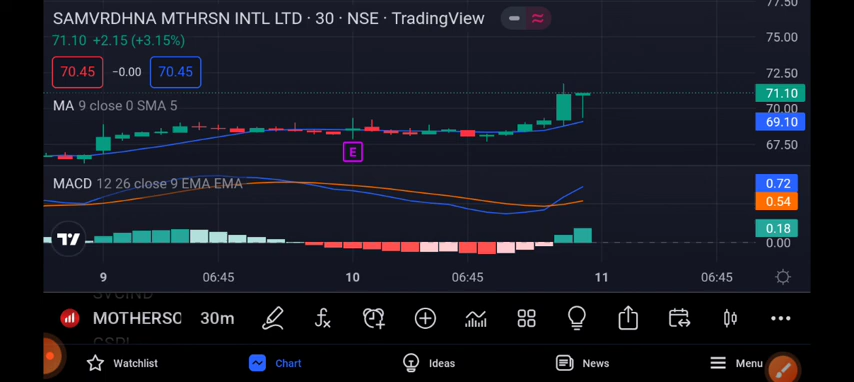 77.50
SAMVRDHNA MTHRSN INTL LTD · 30 · NSE · TradingView
71.10 +2.15 (+3.15%)
75.00
70.45 −0.00 70.45
72.50
71.10
MA 9 close 0 SMA 5
70.00
69.10
67.50
E
MACD 12 26 close 9 EMA EMA
0.72
0.54
0.18
0.00
9 06:45 10 06:45 11 06:45
SVCIND
MOTHERSC 30m
Watchlist Chart Ideas News Menu